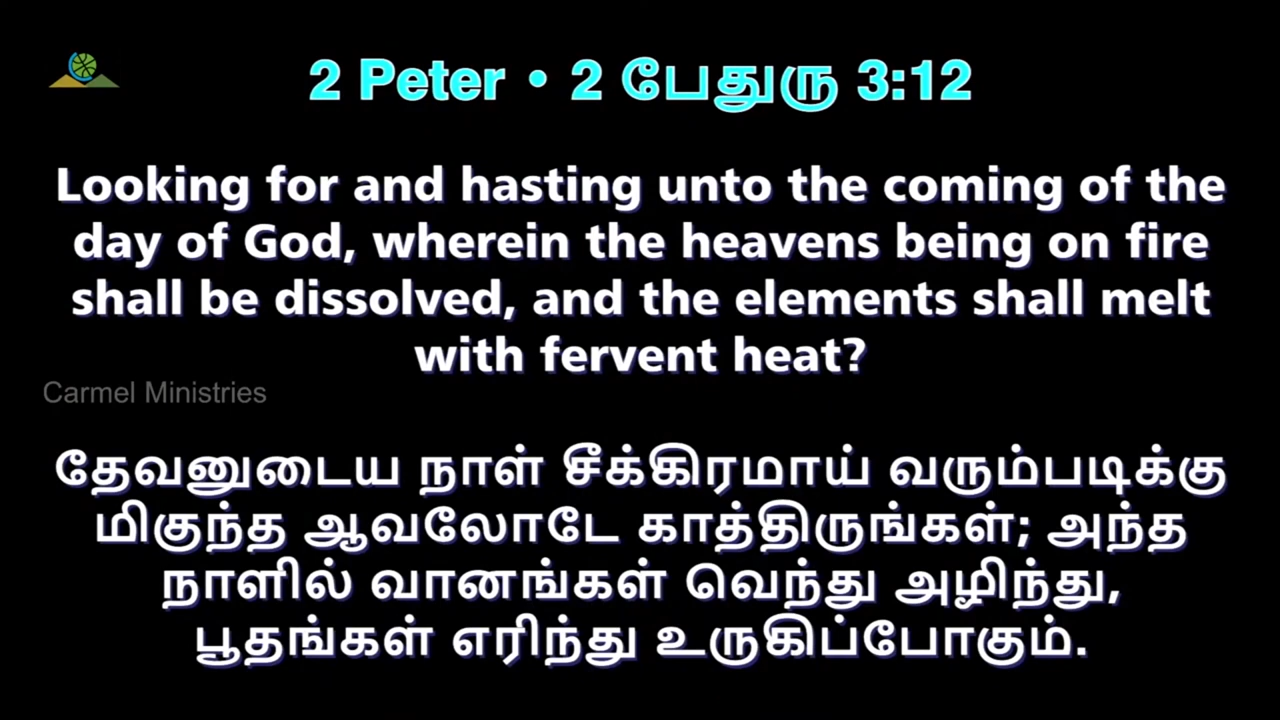 2 Peter • 2 பேதுரு 3:12
Looking for and hasting unto the coming of the
day of God, wherein the heavens being on fire
shall be dissolved, and the elements shall melt
with fervent heat?
Carmel Ministries
தேவனுடைய நாள் சீக்கிரமாய் வரும்படிக்கு
மிகுந்த ஆவலோடே காத்திருங்கள்; அந்த
நாளில் வானங்கள் வெந்து அழிந்து,
பூதங்கள் எரிந்து உருகிப்போகும்.